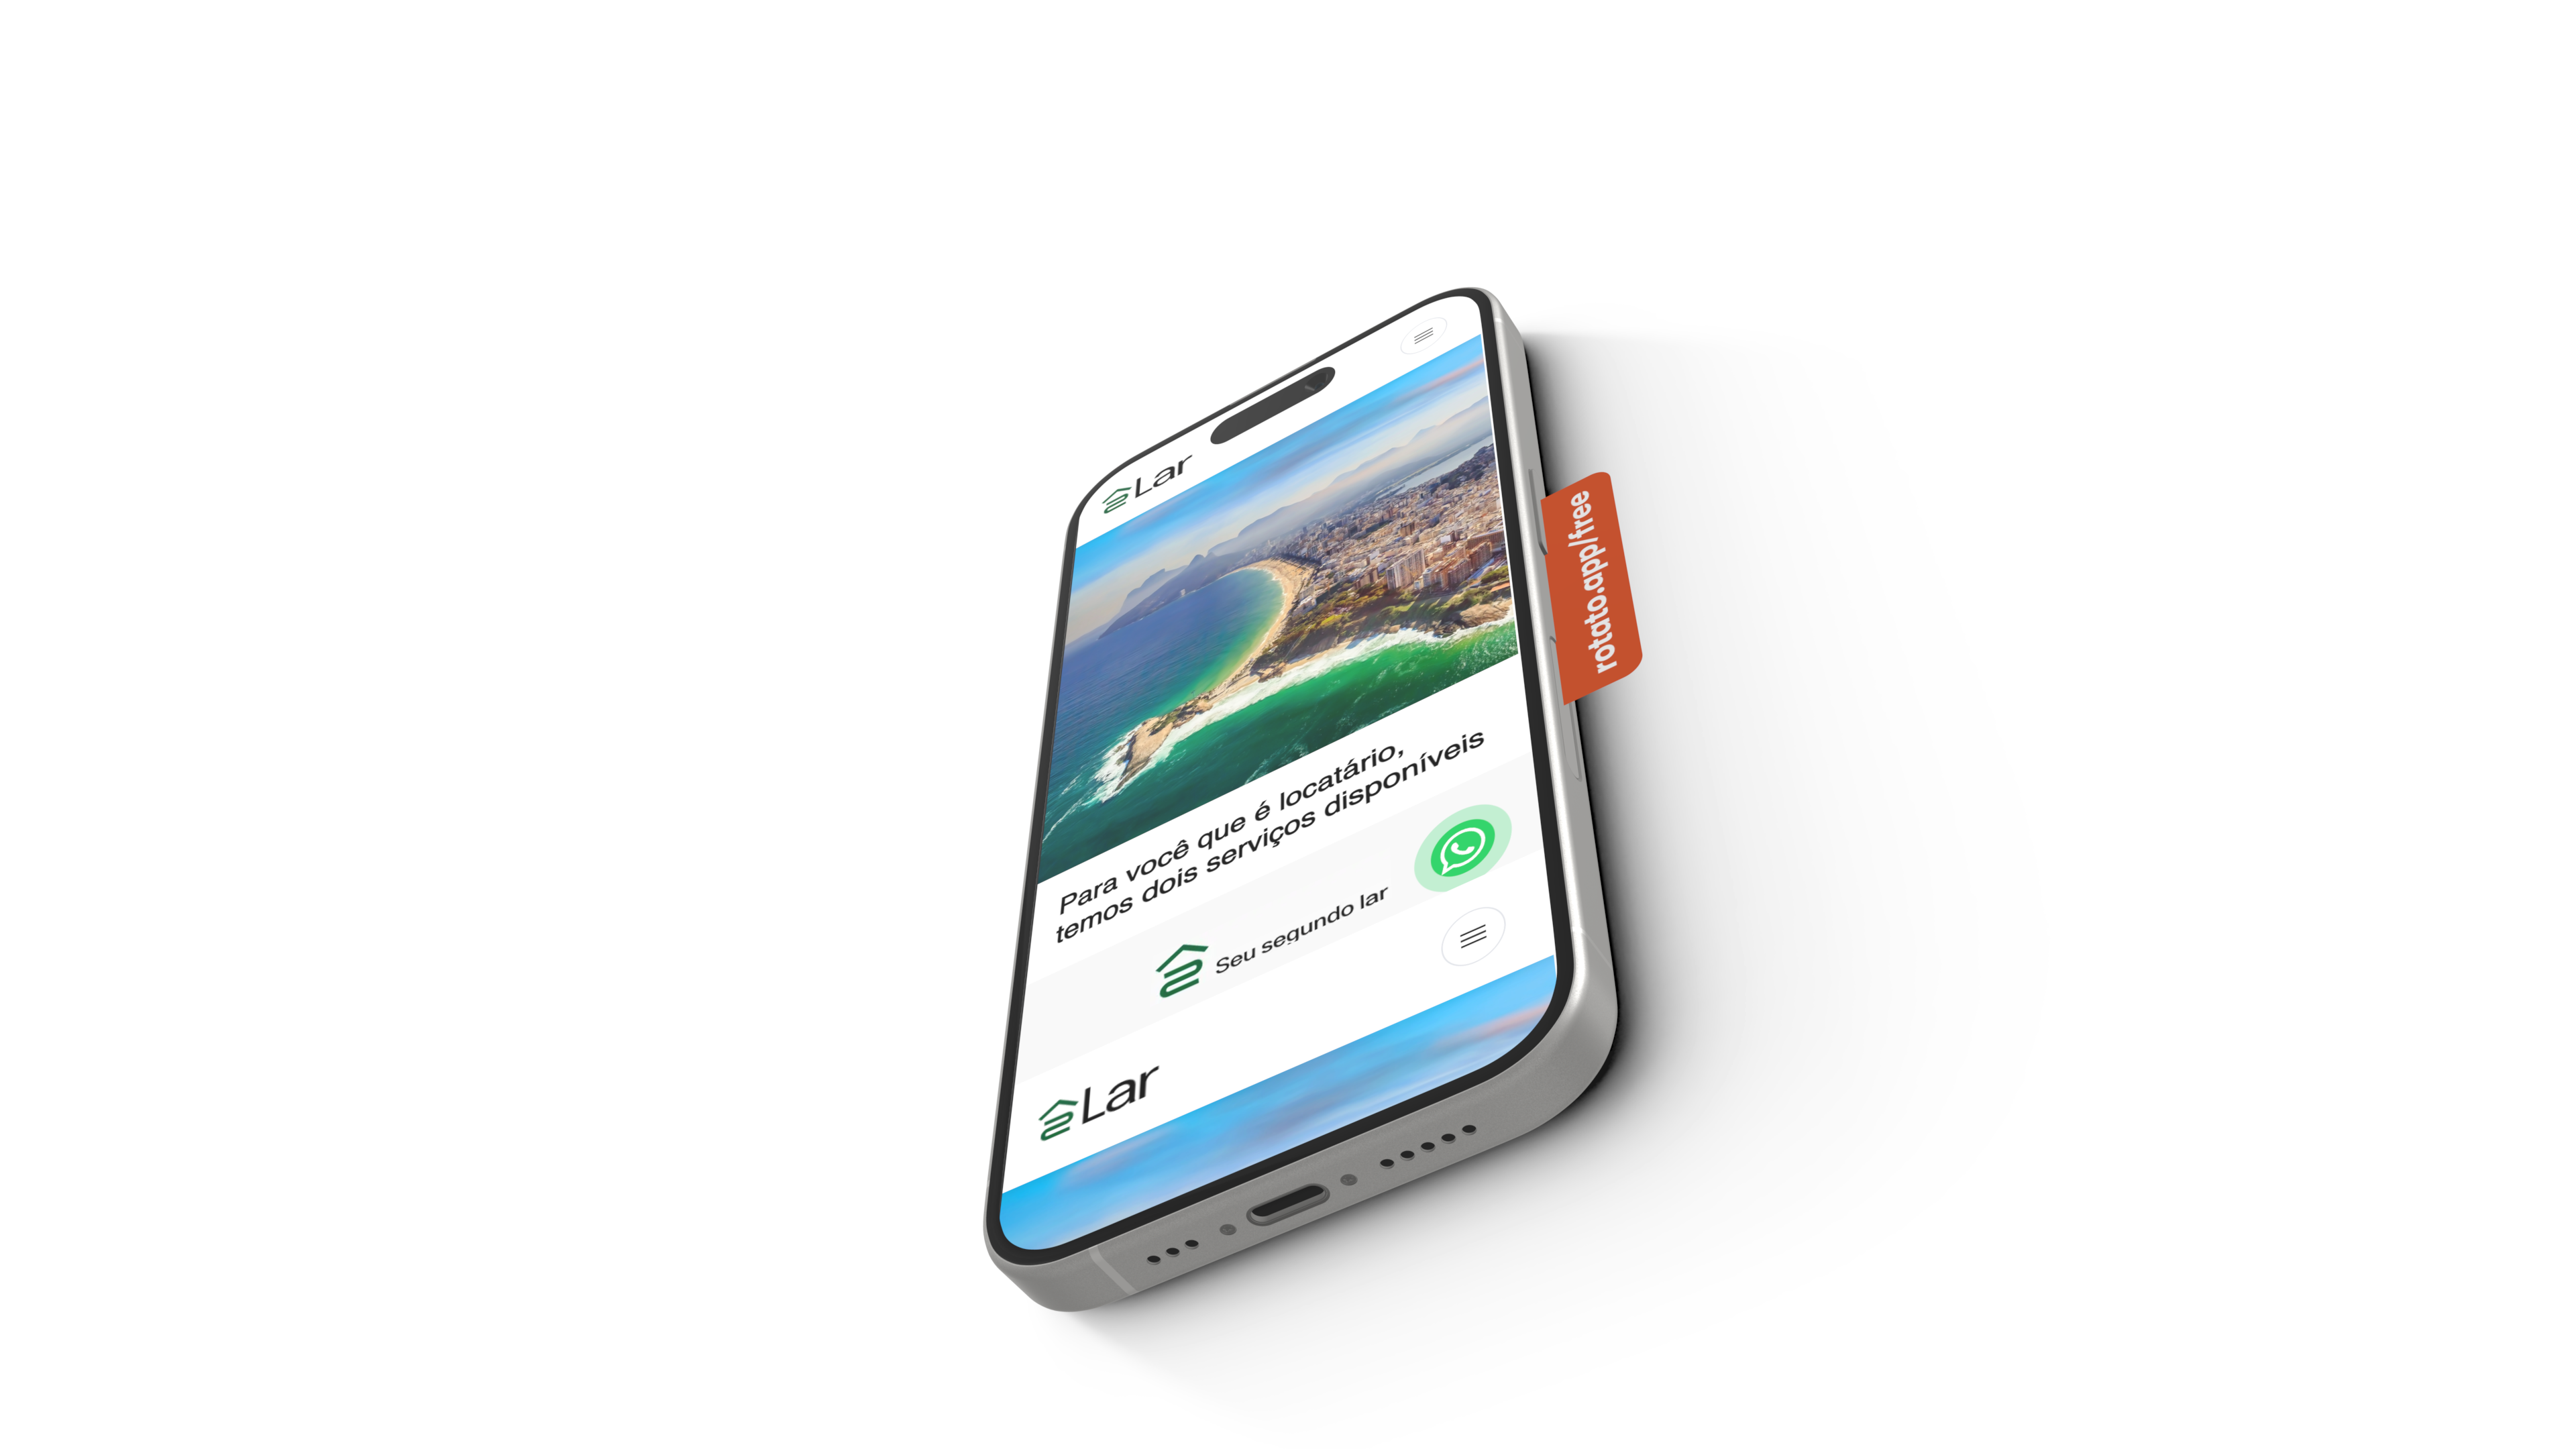 Lar
Para você que é locatário,
temos dois serviços disponíveis
Seu segundo lar
Lar
rotato.app/free